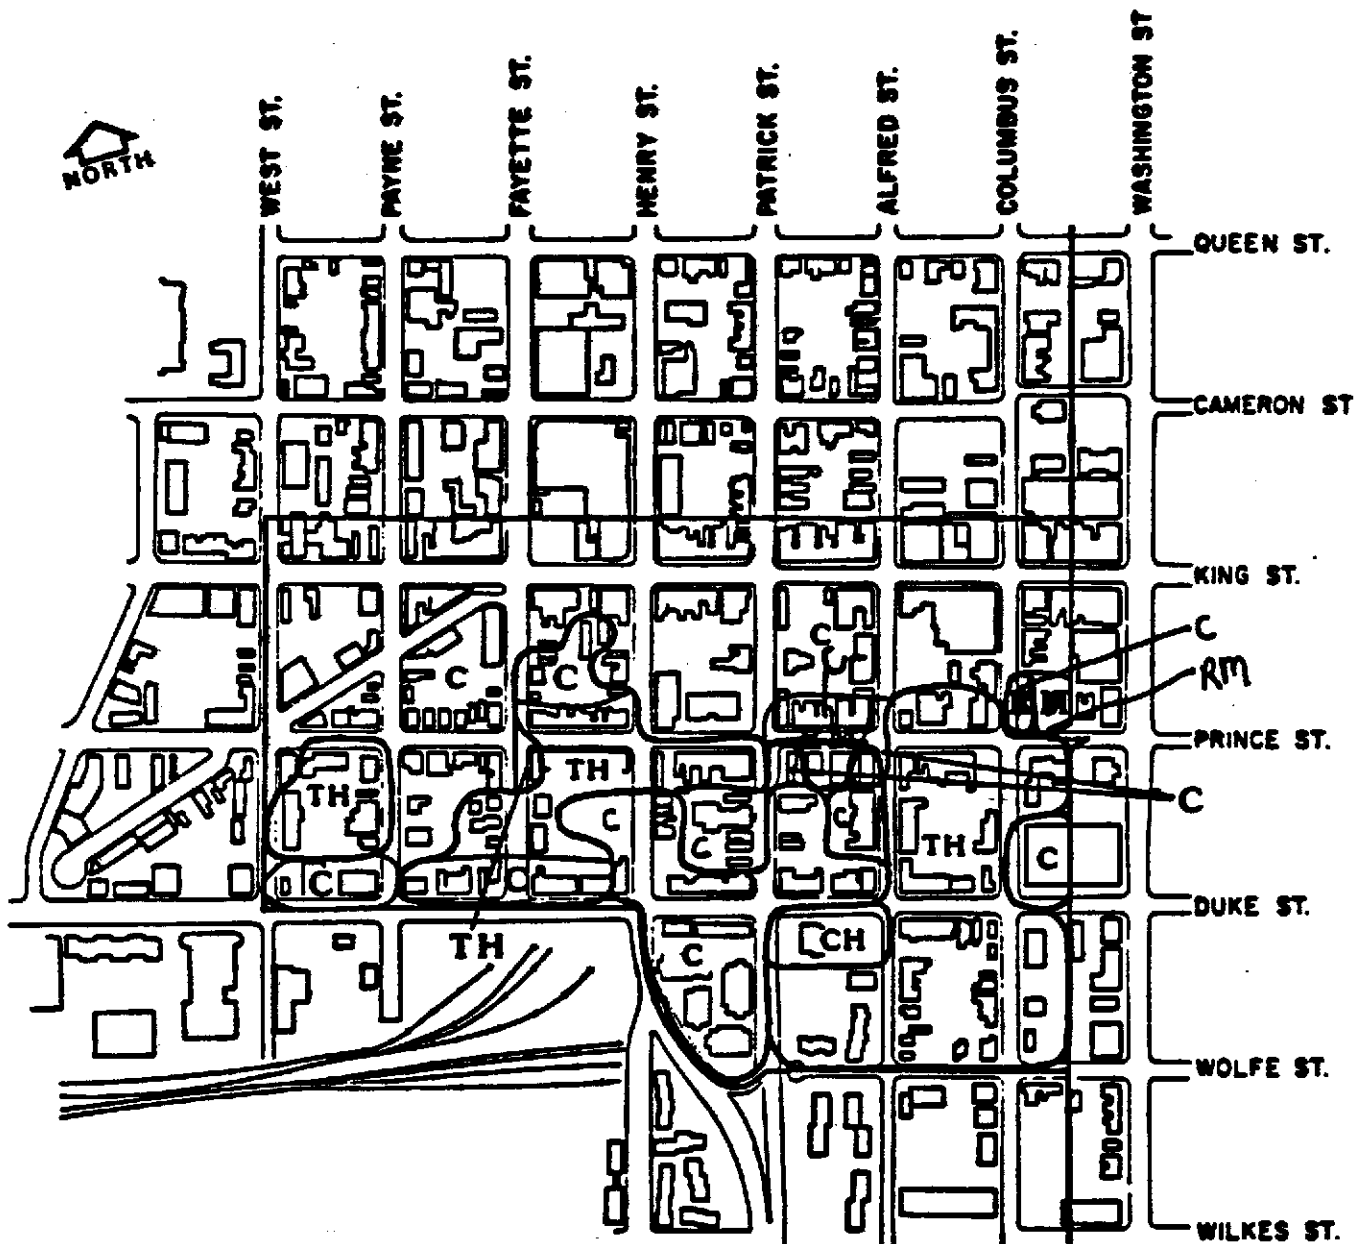 NORTH
WEST ST.
PAYNE ST.
FAYETTE ST.
HENRY ST.
PATRICK ST.
ALFRED ST.
COLUMBUS ST.
WASHINGTON ST
QUEEN ST.
CAMERON ST
KING ST.
C
C
C
C
RM
PRINCE ST.
TH
TH
C
C
C
C
TH
C
C
C
DUKE ST.
TH
C
CH
WOLFE ST.
WILKES ST.